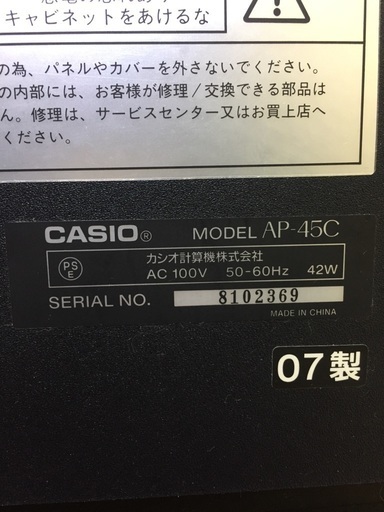 キャビネットをあけるな
の為、パネルやカバーを外さないでください。
の内部には、お客様が修理/交換できる部品は
ん。修理は、サービスセンター又はお買上店へ
ください。
CASIO® MODEL AP-45C
PS E
カシオ計算機株式会社
AC 100V 50-60Hz 42W
SERIAL NO. 8102369
MADE IN CHINA
07製